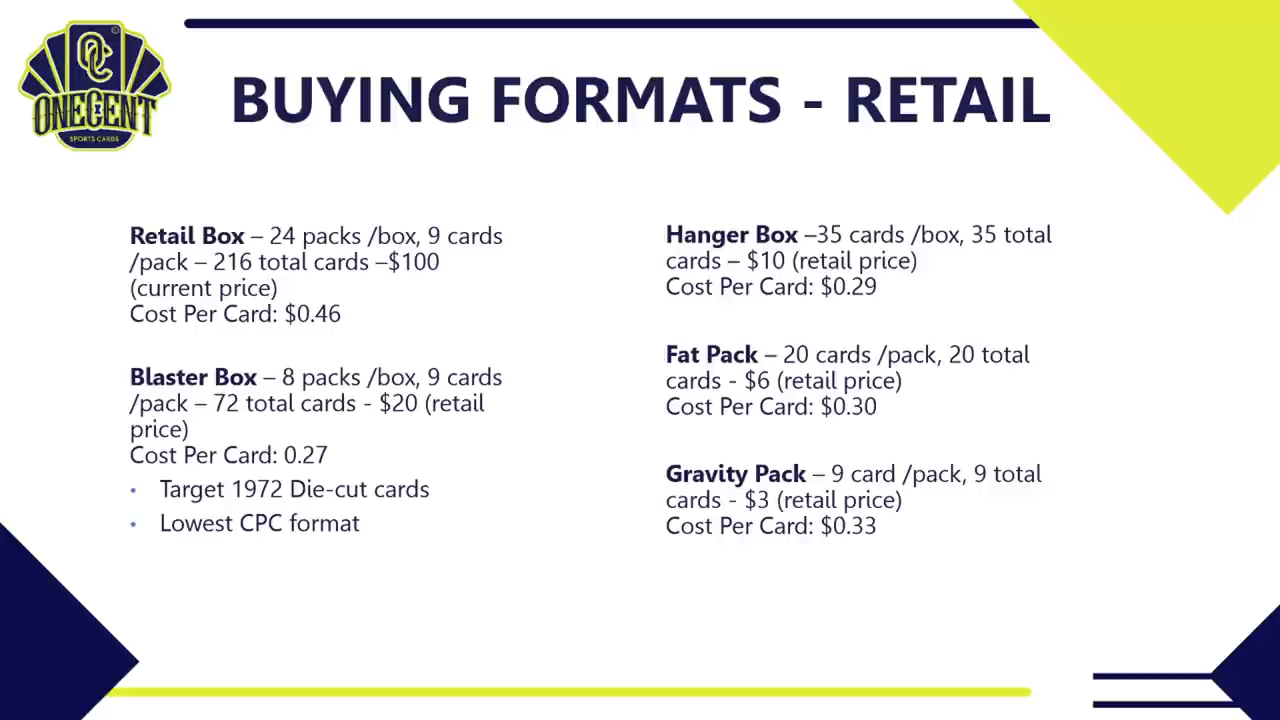 OC
ONECENT
SPORTS CARDS
BUYING FORMATS - RETAIL
Retail Box – 24 packs /box, 9 cards
/pack – 216 total cards –$100
(current price)
Cost Per Card: $0.46
Blaster Box – 8 packs /box, 9 cards
/pack – 72 total cards - $20 (retail
price)
Cost Per Card: 0.27
• Target 1972 Die-cut cards
• Lowest CPC format
Hanger Box –35 cards /box, 35 total
cards – $10 (retail price)
Cost Per Card: $0.29
Fat Pack – 20 cards /pack, 20 total
cards - $6 (retail price)
Cost Per Card: $0.30
Gravity Pack – 9 card /pack, 9 total
cards - $3 (retail price)
Cost Per Card: $0.33